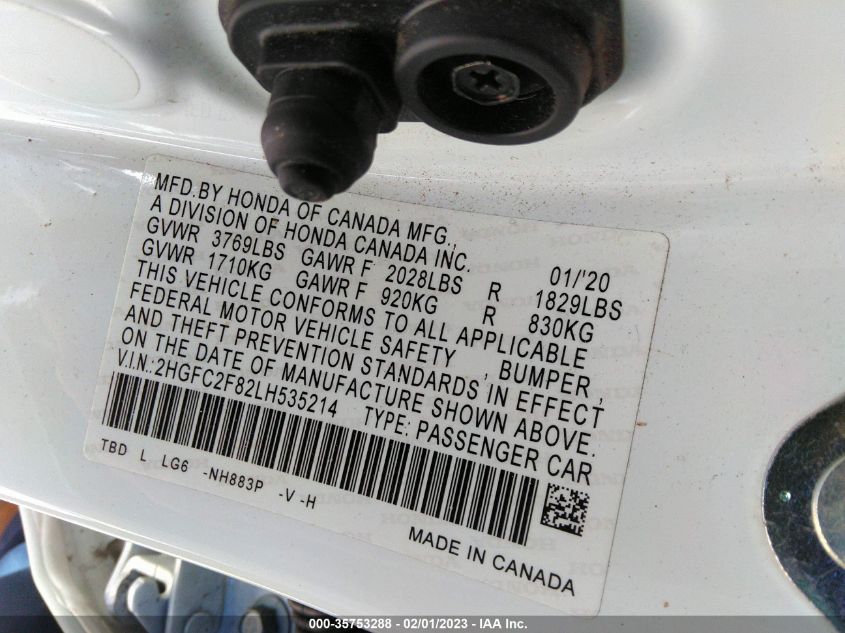 MFD.BY HONDA OF CANADA MFG.,
A DIVISION OF HONDA CANADA INC. 01/'20
GVWR 3769LBS GAWR F 2028LBS R 1829LBS
GVWR 1710KG GAWR F 920KG R 830KG
THIS VEHICLE CONFORMS TO ALL APPLICABLE
FEDERAL MOTOR VEHICLE SAFETY , BUMPER ,
AND THEFT PREVENTION STANDARDS IN EFFECT
ON THE DATE OF MANUFACTURE SHOWN ABOVE.
V.I.N.:2HGFC2F82LH535214 TYPE: PASSENGER CAR
TBD L LG6 -NH883P -V -H
MADE IN CANADA
000-35753288 - 02/01/2023 - IAA Inc.